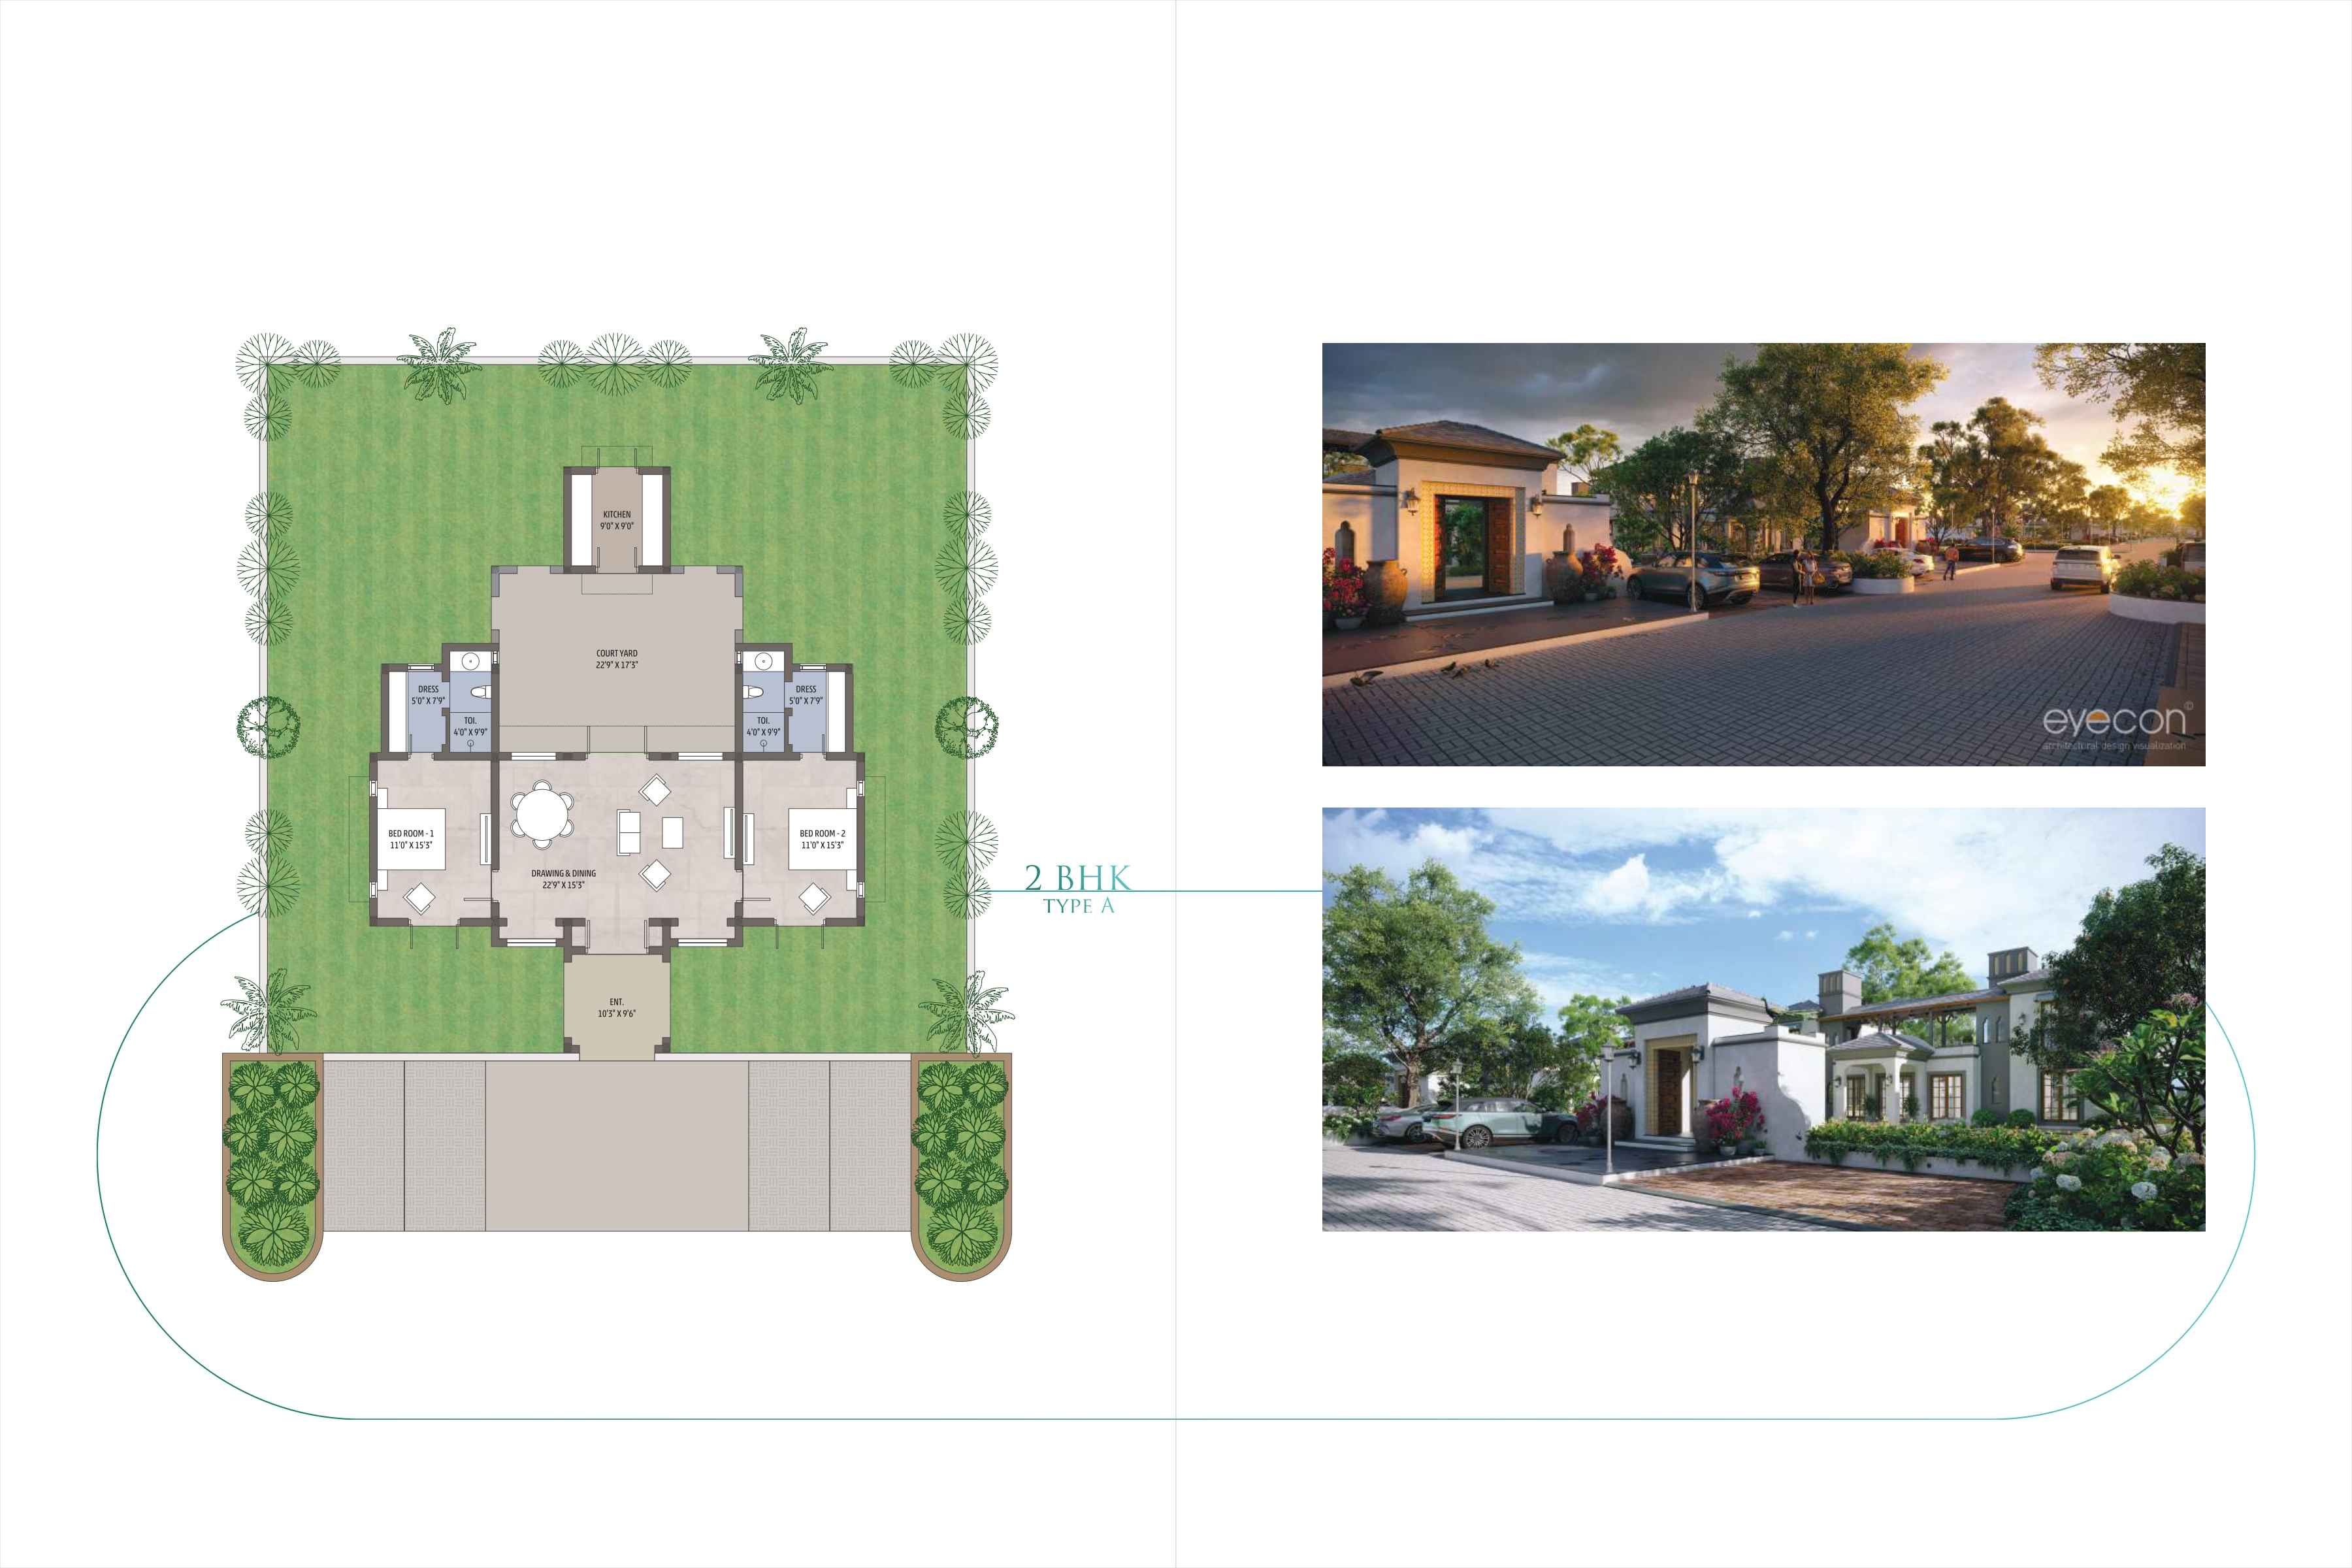 KITCHEN
9'0" X 9'0"
COURT YARD
22'9" X 17'3"
DRESS
5'0" X 7'9"
TOI.
4'0" X 9'9"
TOI.
4'0" X 9'9"
DRESS
5'0" X 7'9"
BED ROOM - 1
11'0" X 15'3"
DRAWING & DINING
22'9" X 15'3"
BED ROOM - 2
11'0" X 15'3"
ENT.
10'3" X 9'6"
2 BHK
TYPE A
eyecon©
architectural design visualization